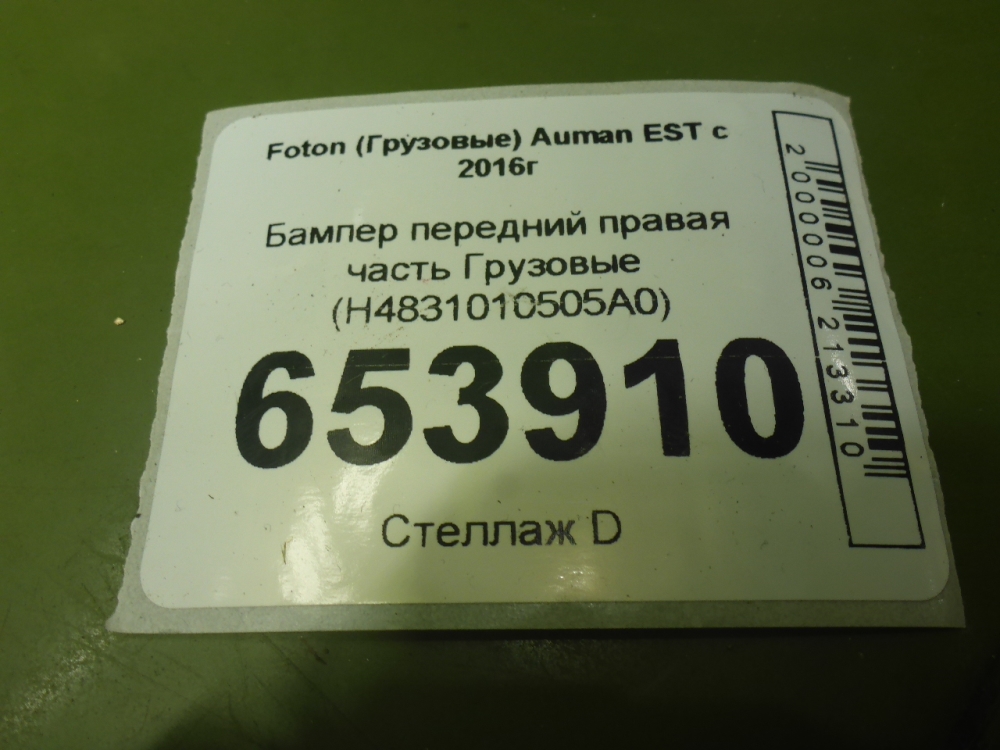 Foton (Грузовые) Auman EST с
2016г
Бампер передний правая
часть Грузовые
(H4831010505A0)
653910
Стеллаж D
2000006213310